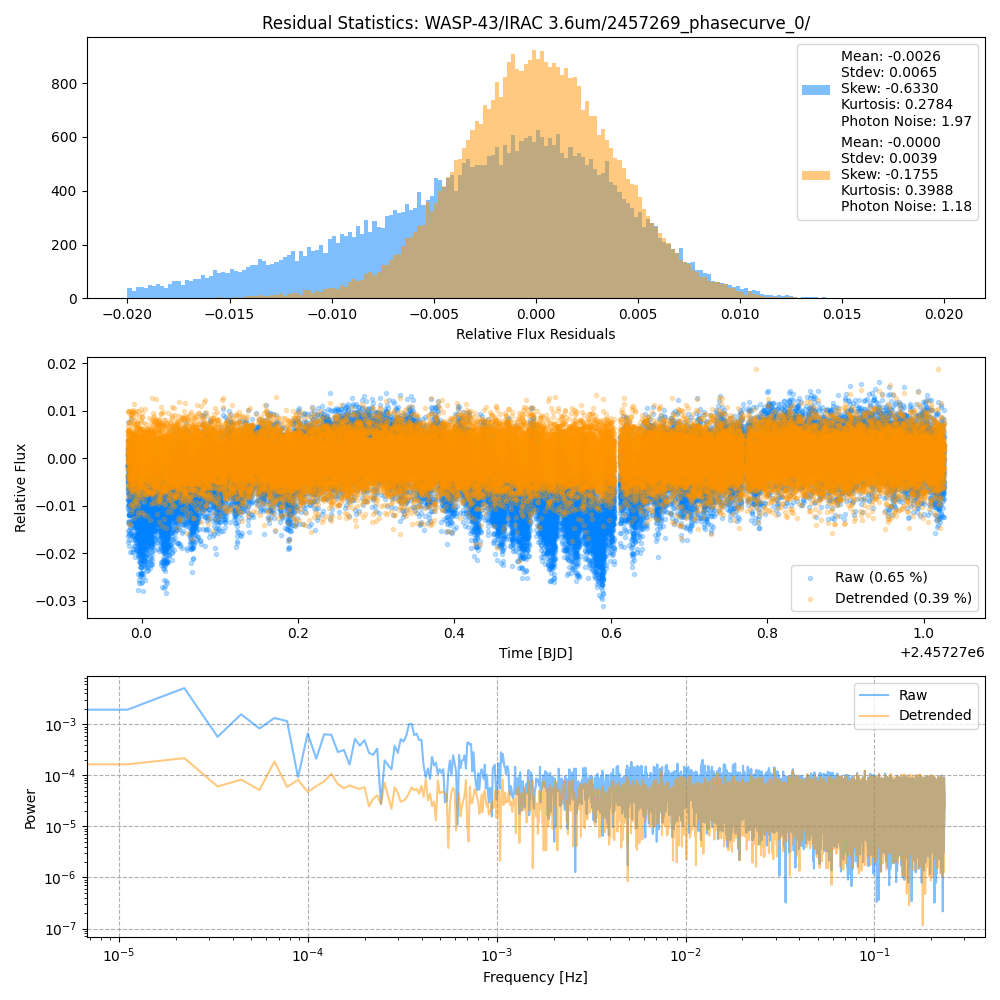 Residual Statistics: WASP-43/IRAC 3.6um/2457269_phasecurve_0/
Mean: -0.0026
Stdev: 0.0065
Skew: -0.6330
Kurtosis: 0.2784
Photon Noise: 1.97
Mean: -0.0000
Stdev: 0.0039
Skew: -0.1755
Kurtosis: 0.3988
Photon Noise: 1.18
800
600
400
200
0
−0.020 −0.015 −0.010 −0.005 0.000 0.005 0.010 0.015 0.020
Relative Flux Residuals
0.02
0.01
0.00
−0.01
−0.02
−0.03
Relative Flux
Raw (0.65 %)
Detrended (0.39 %)
0.0 0.2 0.4 0.6 0.8 1.0
Time [BJD]
+2.45727e6
Raw
Detrended
10⁻³
10⁻⁴
10⁻⁵
10⁻⁶
10⁻⁷
Power
10⁻⁵ 10⁻⁴ 10⁻³ 10⁻² 10⁻¹
Frequency [Hz]